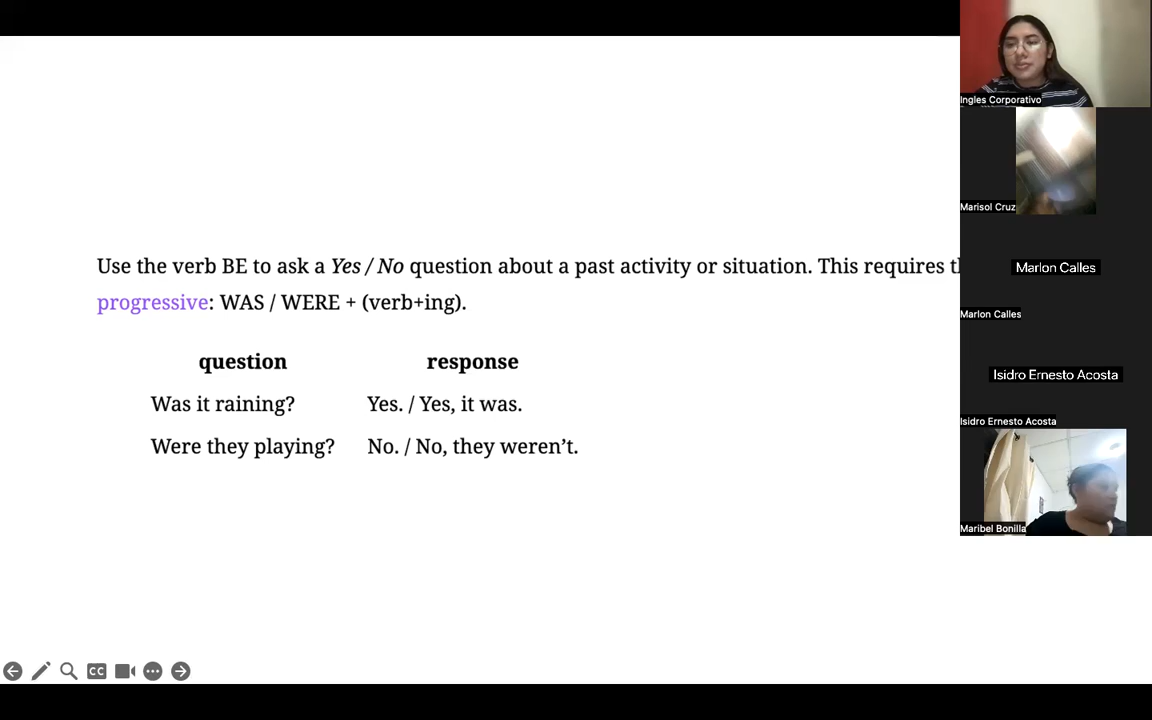 Use the verb BE to ask a Yes / No question about a past activity or situation. This requires
progressive: WAS / WERE + (verb+ing).
question response
Was it raining? Yes. / Yes, it was.
Were they playing? No. / No, they weren’t.
CC
Ingles Corporativo
Marisol Cruz
Marlon Calles
Marlon Calles
Isidro Ernesto Acosta
Isidro Ernesto Acosta
Maribel Bonilla